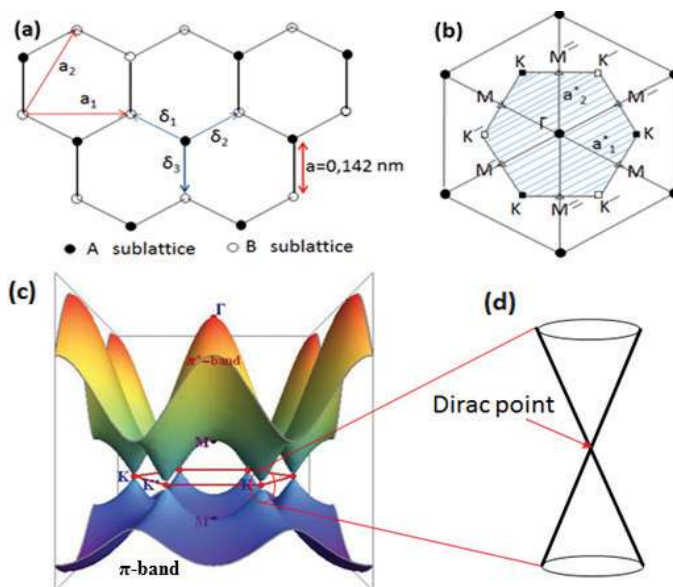 (a)
a₂
a₁
δ₁
δ₂
δ₃
a=0,142 nm
A sublattice
B sublattice
(b)
K
M′′
K′
M
a*₂
M′
Γ
K′
a*₁
K
M′
M
K
M′′
K′
(c)
Γ
π*-band
M
K
K'
K
M
π-band
(d)
Dirac point